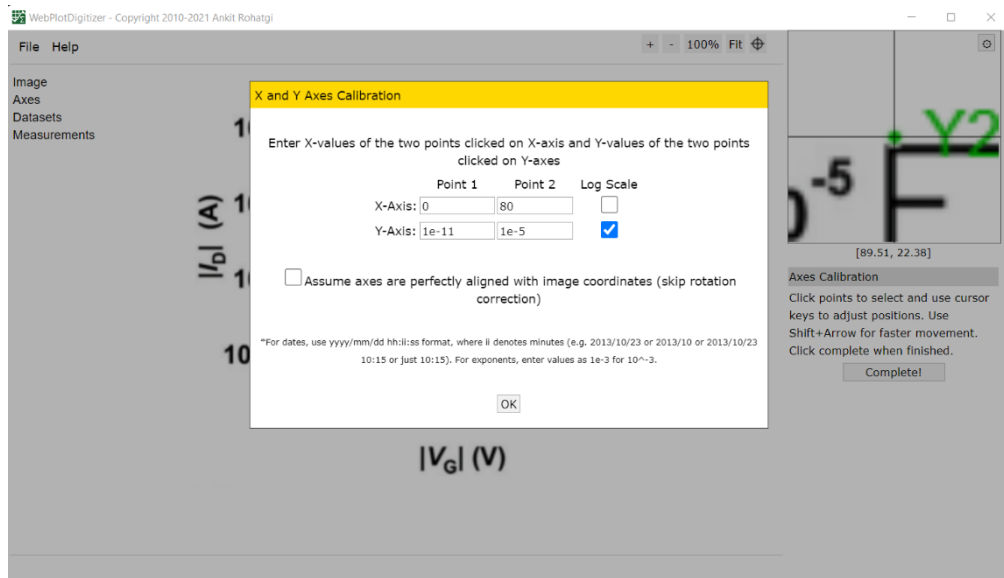 WebPlotDigitizer - Copyright 2010-2021 Ankit Rohatgi
File Help
+ - 100% Fit
Image
Axes
Datasets
Measurements
X and Y Axes Calibration
Enter X-values of the two points clicked on X-axis and Y-values of the two points
clicked on Y-axes
Point 1 Point 2 Log Scale
X-Axis: 0 80
Y-Axis: 1e-11 1e-5
Assume axes are perfectly aligned with image coordinates (skip rotation
correction)
*For dates, use yyyy/mm/dd hh:ii:ss format, where ii denotes minutes (e.g. 2013/10/23 or 2013/10 or 2013/10/23
10:15 or just 10:15). For exponents, enter values as 1e-3 for 10^-3.
OK
|I_D| (A)
10
|V_G| (V)
Y2
-5
[89.51, 22.38]
Axes Calibration
Click points to select and use cursor
keys to adjust positions. Use
Shift+Arrow for faster movement.
Click complete when finished.
Complete!